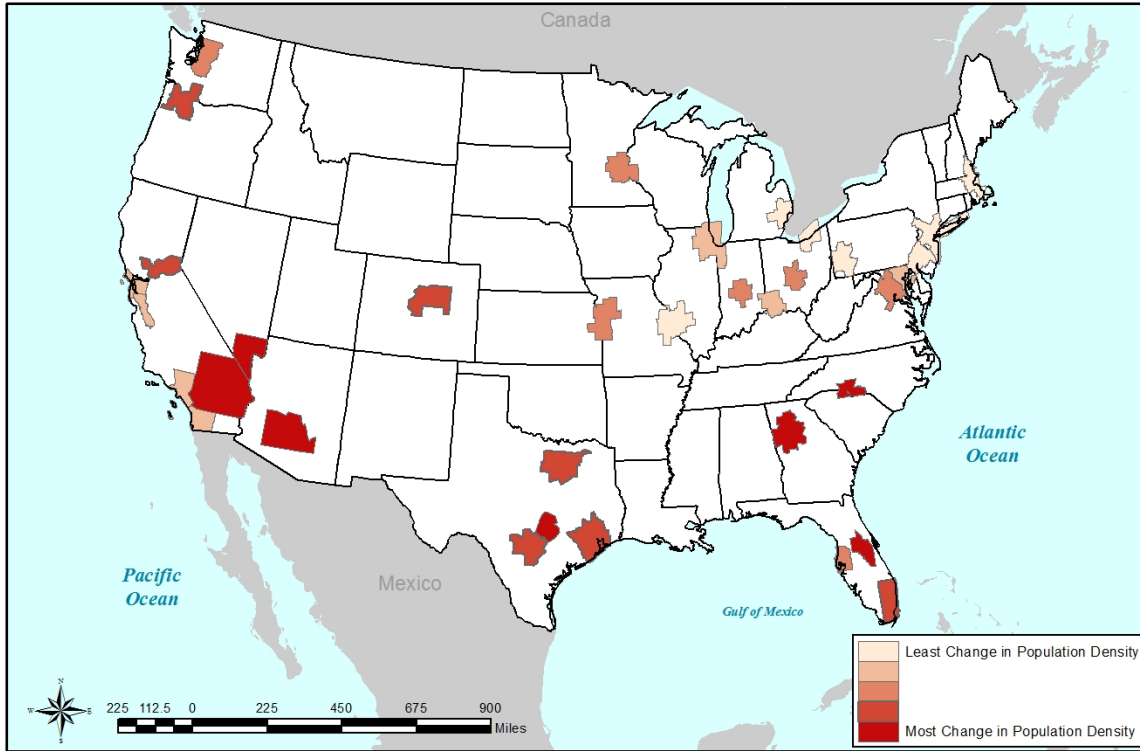 Canada
Atlantic
Ocean
Pacific
Ocean
Mexico
Gulf of Mexico
Least Change in Population Density
Most Change in Population Density
N
W
E
S
225 112.5 0 225 450 675 900
Miles